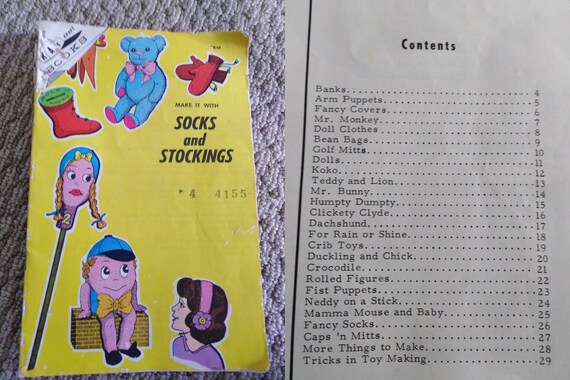 BOOKS
MAKE IT WITH
SOCKS
and
STOCKINGS
4 4155
2
Contents
Banks 4
Arm Puppets 5
Fancy Covers 6
Mr. Monkey 7
Doll Clothes 8
Bean Bags 9
Golf Mitts 10
Dolls 11
Koko 12
Teddy and Lion 13
Mr. Bunny 14
Humpty Dumpty 15
Clickety Clyde 16
Dachshund 17
For Rain or Shine 18
Crib Toys 19
Duckling and Chick 20
Crocodile 21
Rolled Figures 22
Fist Puppets 23
Neddy on a Stick 24
Mamma Mouse and Baby 25
Fancy Socks 26
Caps 'n Mitts 27
More Things to Make 28
Tricks in Toy Making 29